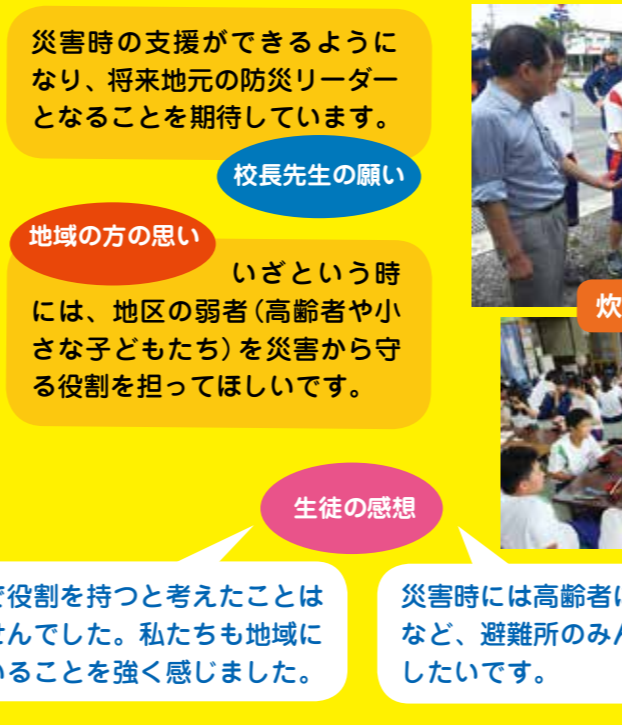 災害時の支援ができるように
なり、将来地元の防災リーダー
となることを期待しています。
校長先生の願い
地域の方の思い
いざという時
には、地区の弱者（高齢者や小
さな子どもたち）を災害から守
る役割を担ってほしいです。
炊
生徒の感想
役割を持つと考えたことは
せんでした。私たちも地域に
いることを強く感じました。
災害時には高齢者に
など、避難所のみん
したいです。